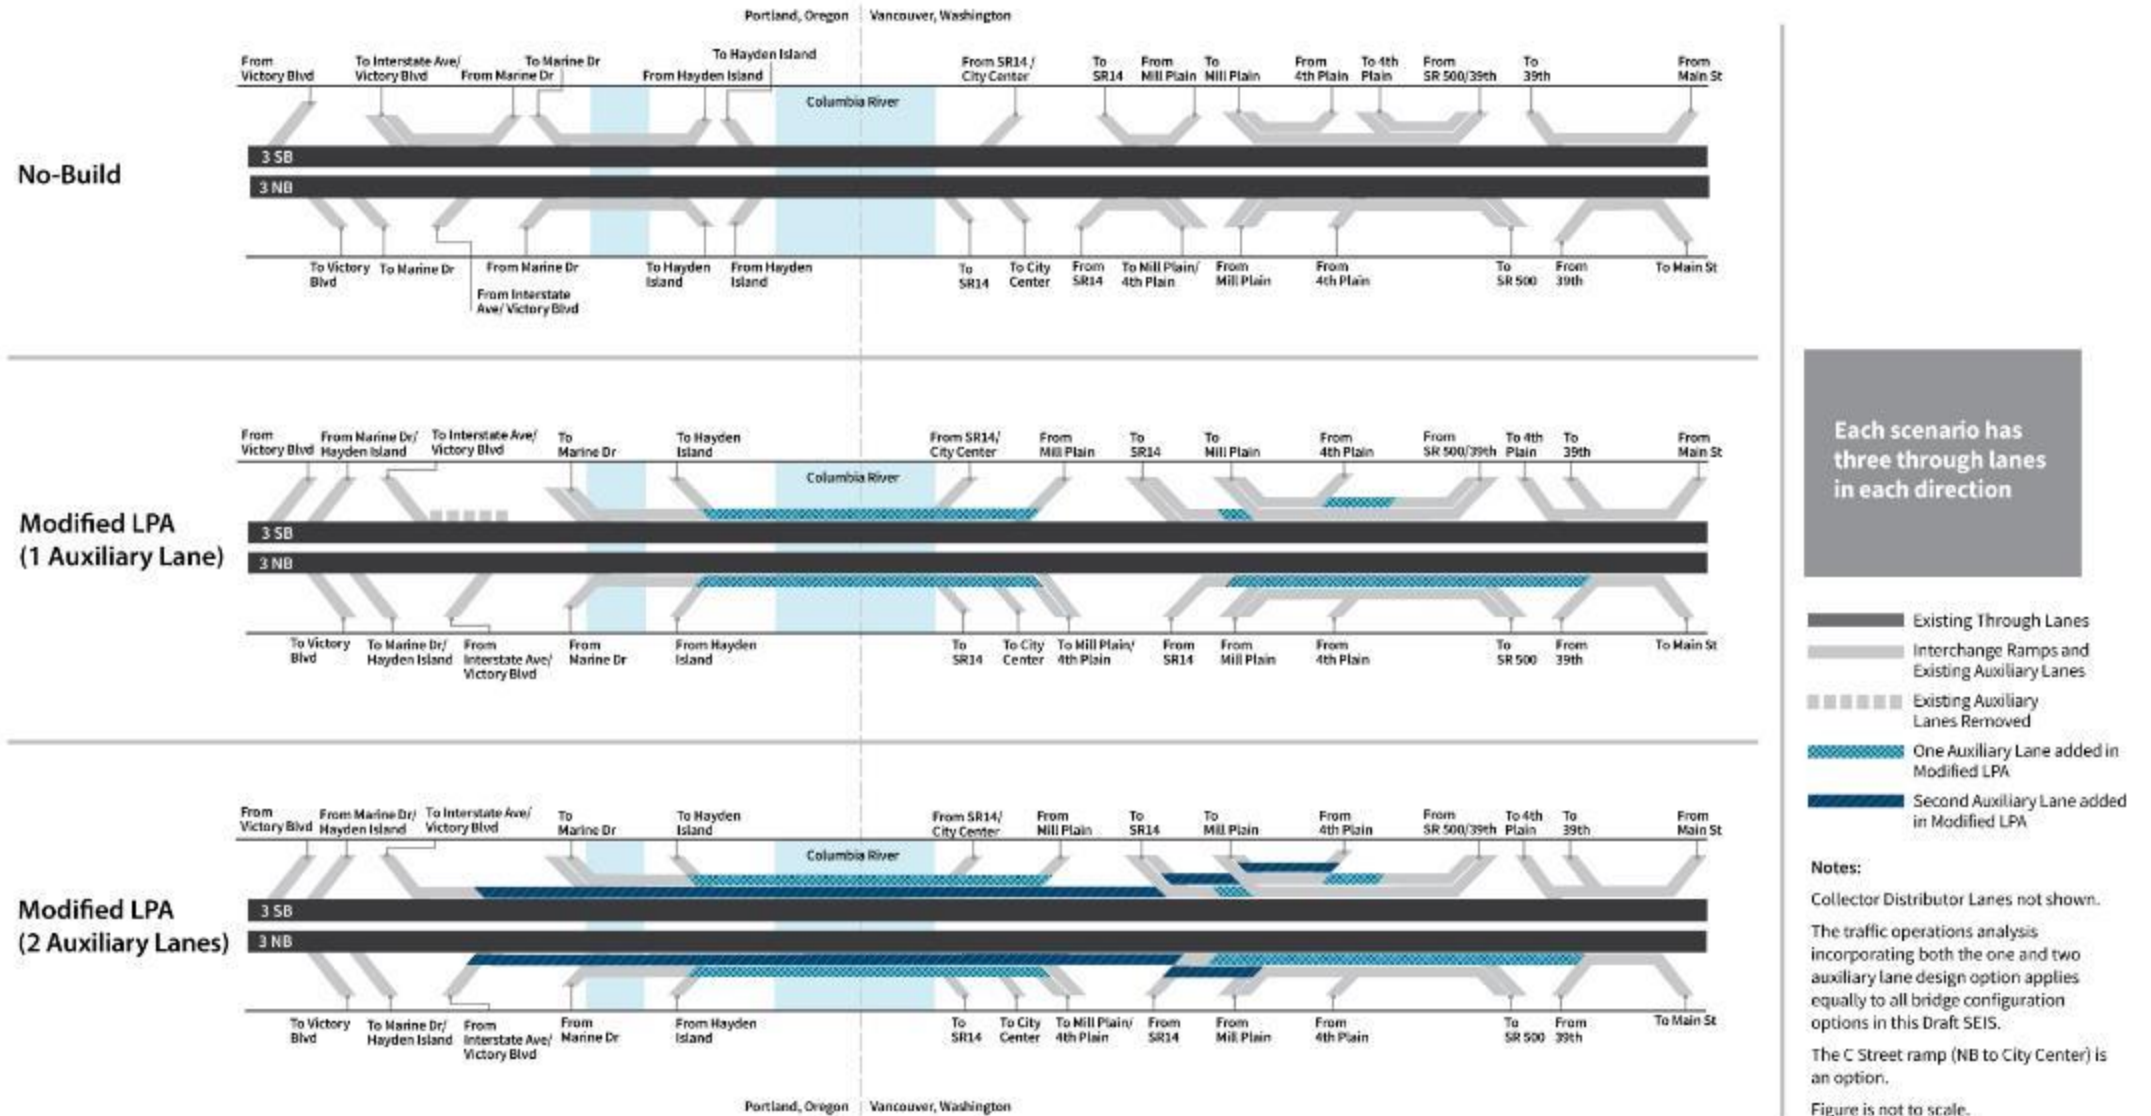 Portland, Oregon Vancouver, Washington
No-Build
From
Victory Blvd
To Interstate Ave/
Victory Blvd
From Marine Dr
To Marine Dr
From Hayden Island
To Hayden Island
From SR14 /
City Center
To
SR14
From
Mill Plain
To
Mill Plain
From
4th Plain
To 4th
Plain
From
SR 500/39th
To
39th
From
Main St
Columbia River
3 SB
3 NB
To Victory
Blvd
To Marine Dr
From Interstate
Ave/ Victory Blvd
From Marine Dr
To Hayden
Island
From Hayden
Island
To
SR14
To City
Center
From
SR14
To Mill Plain/
4th Plain
From
Mill Plain
From
4th Plain
To
SR 500
From
39th
To Main St
Modified LPA
(1 Auxiliary Lane)
From
Victory Blvd
From Marine Dr/
Hayden Island
To Interstate Ave/
Victory Blvd
To
Marine Dr
To Hayden
Island
From SR14/
City Center
From
Mill Plain
To
SR14
To
Mill Plain
From
4th Plain
From
SR 500/39th
To 4th
Plain
To
39th
From
Main St
Columbia River
3 SB
3 NB
To Victory
Blvd
To Marine Dr/
Hayden Island
From
Interstate Ave/
Victory Blvd
From
Marine Dr
From Hayden
Island
To
SR14
To City
Center
To Mill Plain/
4th Plain
From
SR14
From
Mill Plain
From
4th Plain
To
SR 500
From
39th
To Main St
Modified LPA
(2 Auxiliary Lanes)
From
Victory Blvd
From Marine Dr/
Hayden Island
To Interstate Ave/
Victory Blvd
To
Marine Dr
To Hayden
Island
From SR14/
City Center
From
Mill Plain
To
SR14
To
Mill Plain
From
4th Plain
From
SR 500/39th
To 4th
Plain
To
39th
From
Main St
Columbia River
3 SB
3 NB
To Victory
Blvd
To Marine Dr/
Hayden Island
From
Interstate Ave/
Victory Blvd
From
Marine Dr
From Hayden
Island
To
SR14
To City
Center
To Mill Plain/
4th Plain
From
SR14
From
Mill Plain
From
4th Plain
To
SR 500
From
39th
To Main St
Portland, Oregon Vancouver, Washington
Each scenario has
three through lanes
in each direction
Existing Through Lanes
Interchange Ramps and
Existing Auxiliary Lanes
Existing Auxiliary
Lanes Removed
One Auxiliary Lane added in
Modified LPA
Second Auxiliary Lane added
in Modified LPA
Notes:
Collector Distributor Lanes not shown.
The traffic operations analysis
incorporating both the one and two
auxiliary lane design option applies
equally to all bridge configuration
options in this Draft SEIS.
The C Street ramp (NB to City Center) is
an option.
Figure is not to scale.